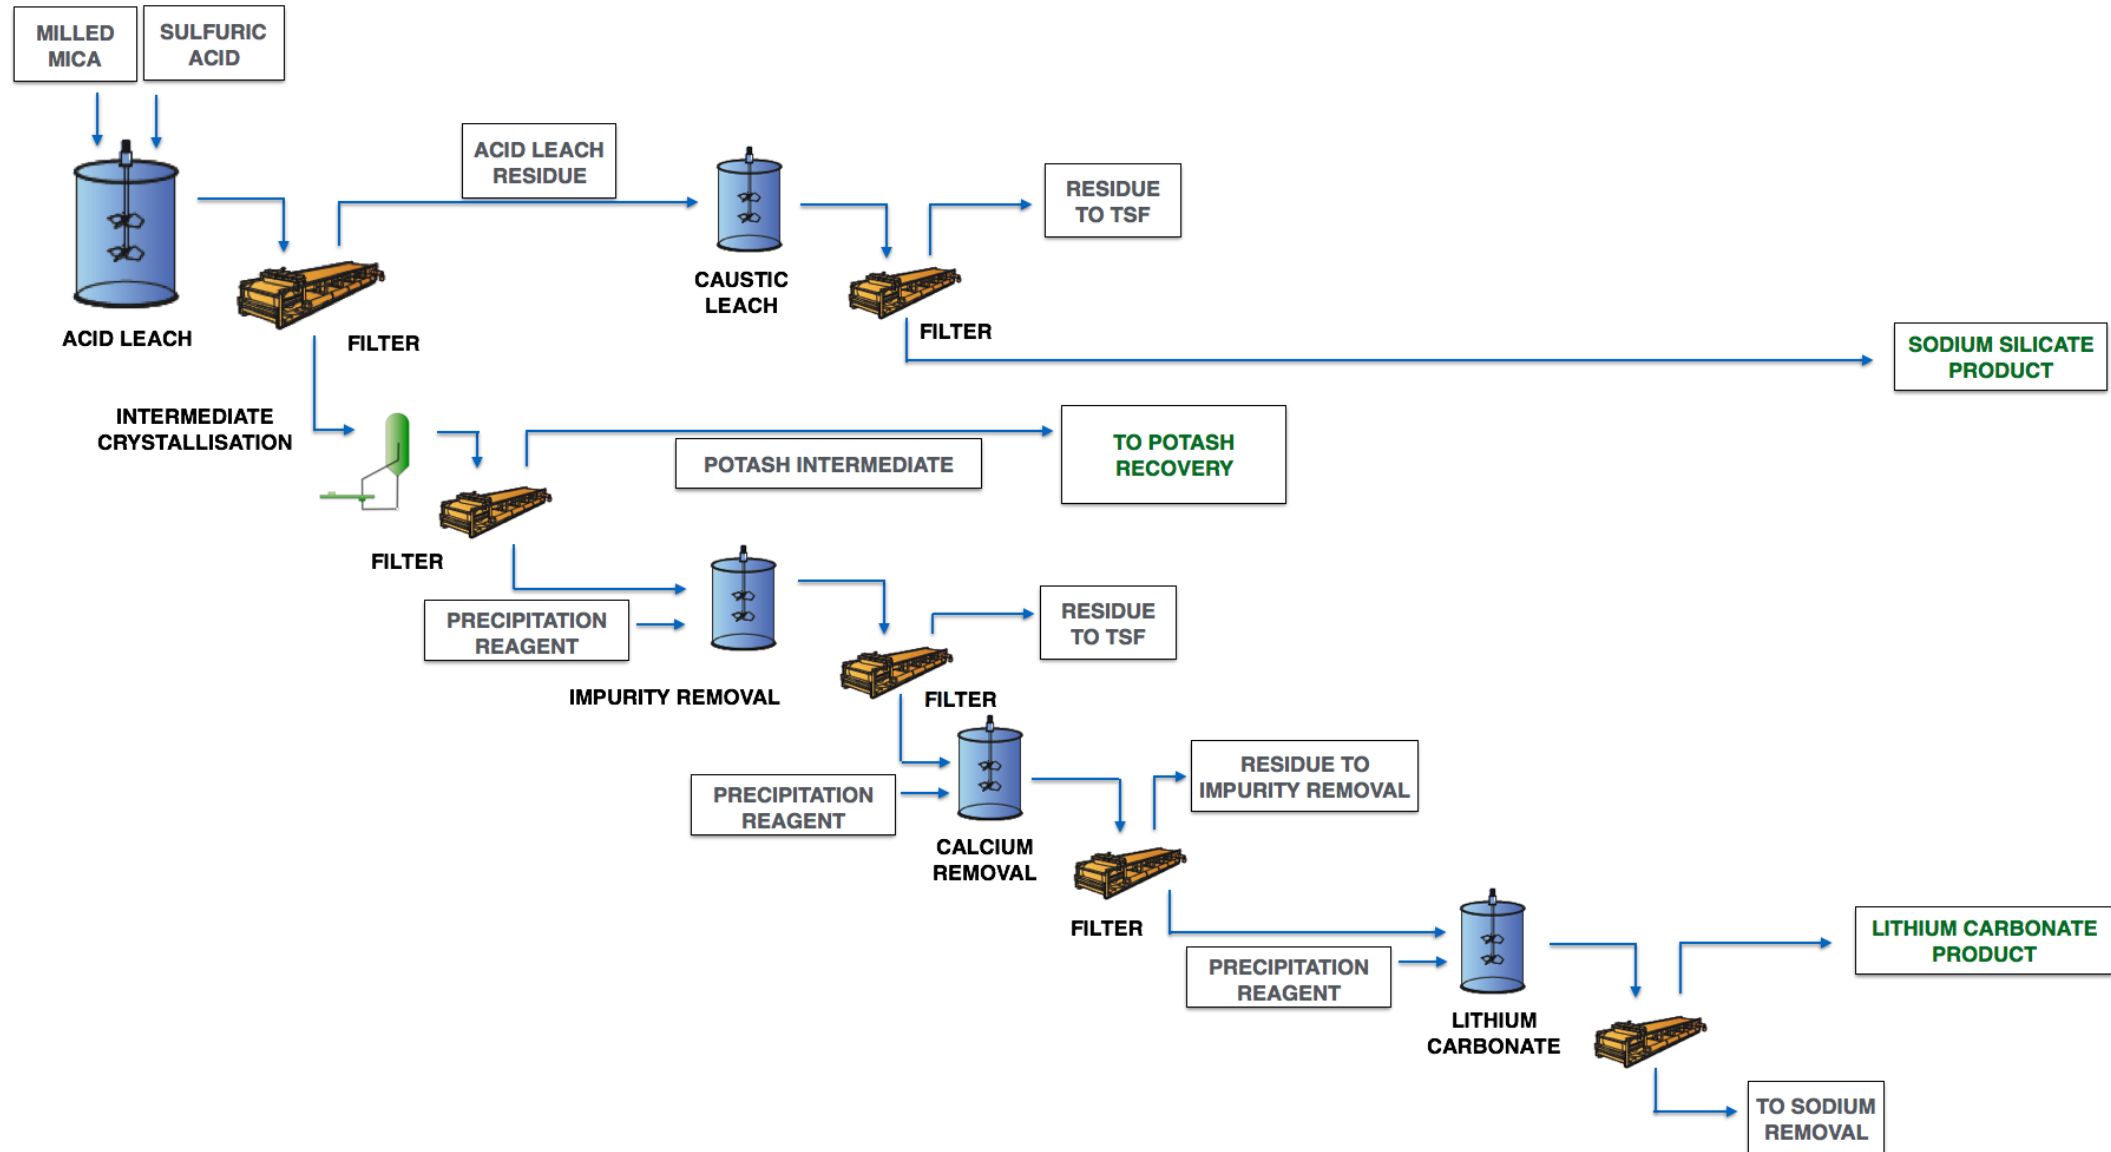 MILLED
MICA
SULFURIC
ACID
ACID LEACH
RESIDUE
RESIDUE
TO TSF
CAUSTIC
LEACH
ACID LEACH
FILTER
FILTER
SODIUM SILICATE
PRODUCT
INTERMEDIATE
CRYSTALLISATION
POTASH INTERMEDIATE
TO POTASH
RECOVERY
FILTER
PRECIPITATION
REAGENT
RESIDUE
TO TSF
IMPURITY REMOVAL
FILTER
PRECIPITATION
REAGENT
RESIDUE TO
IMPURITY REMOVAL
CALCIUM
REMOVAL
FILTER
PRECIPITATION
REAGENT
LITHIUM CARBONATE
PRODUCT
LITHIUM
CARBONATE
TO SODIUM
REMOVAL